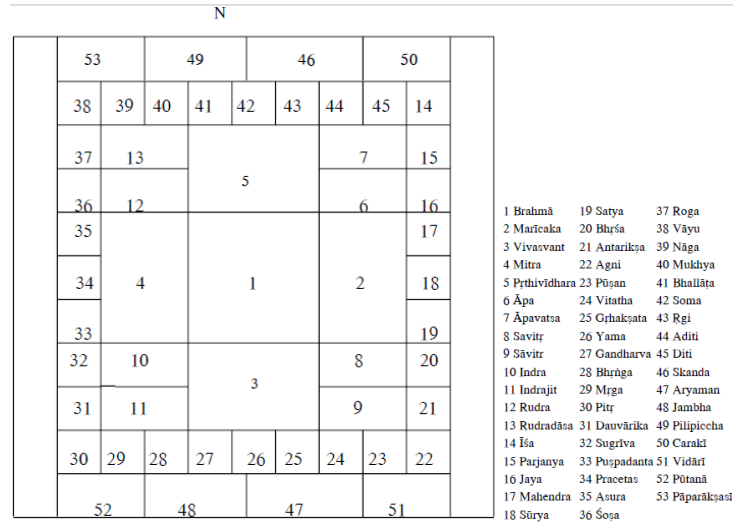 N
53 49 46 50
38 39 40 41 42 43 44 45 14
37 13 7 15
5
36 12 6 16
35 17
34 4 1 2 18
33 19
32 10 8 20
3
31 11 9 21
30 29 28 27 26 25 24 23 22
52 48 47 51
1 Brahmā 19 Satya 37 Roga
2 Marīcaka 20 Bhṛśa 38 Vāyu
3 Vivasvant 21 Antarikṣa 39 Nāga
4 Mitra 22 Agni 40 Mukhya
5 Pṛthivīdhara 23 Pūṣan 41 Bhallāṭa
6 Āpa 24 Vitatha 42 Soma
7 Āpavatsa 25 Gṛhakṣata 43 Rgi
8 Savitṛ 26 Yama 44 Aditi
9 Sāvitr 27 Gandharva 45 Diti
10 Indra 28 Bhṛṅga 46 Skanda
11 Indrajit 29 Mṛga 47 Aryaman
12 Rudra 30 Pitṛ 48 Jambha
13 Rudradāsa 31 Dauvārika 49 Pilipiccha
14 Īśa 32 Sugrīva 50 Carakī
15 Parjanya 33 Puṣpadanta 51 Vidārī
16 Jaya 34 Pracetas 52 Pūtanā
17 Mahendra 35 Asura 53 Pāparākṣasī
18 Sūrya 36 Śoṣa